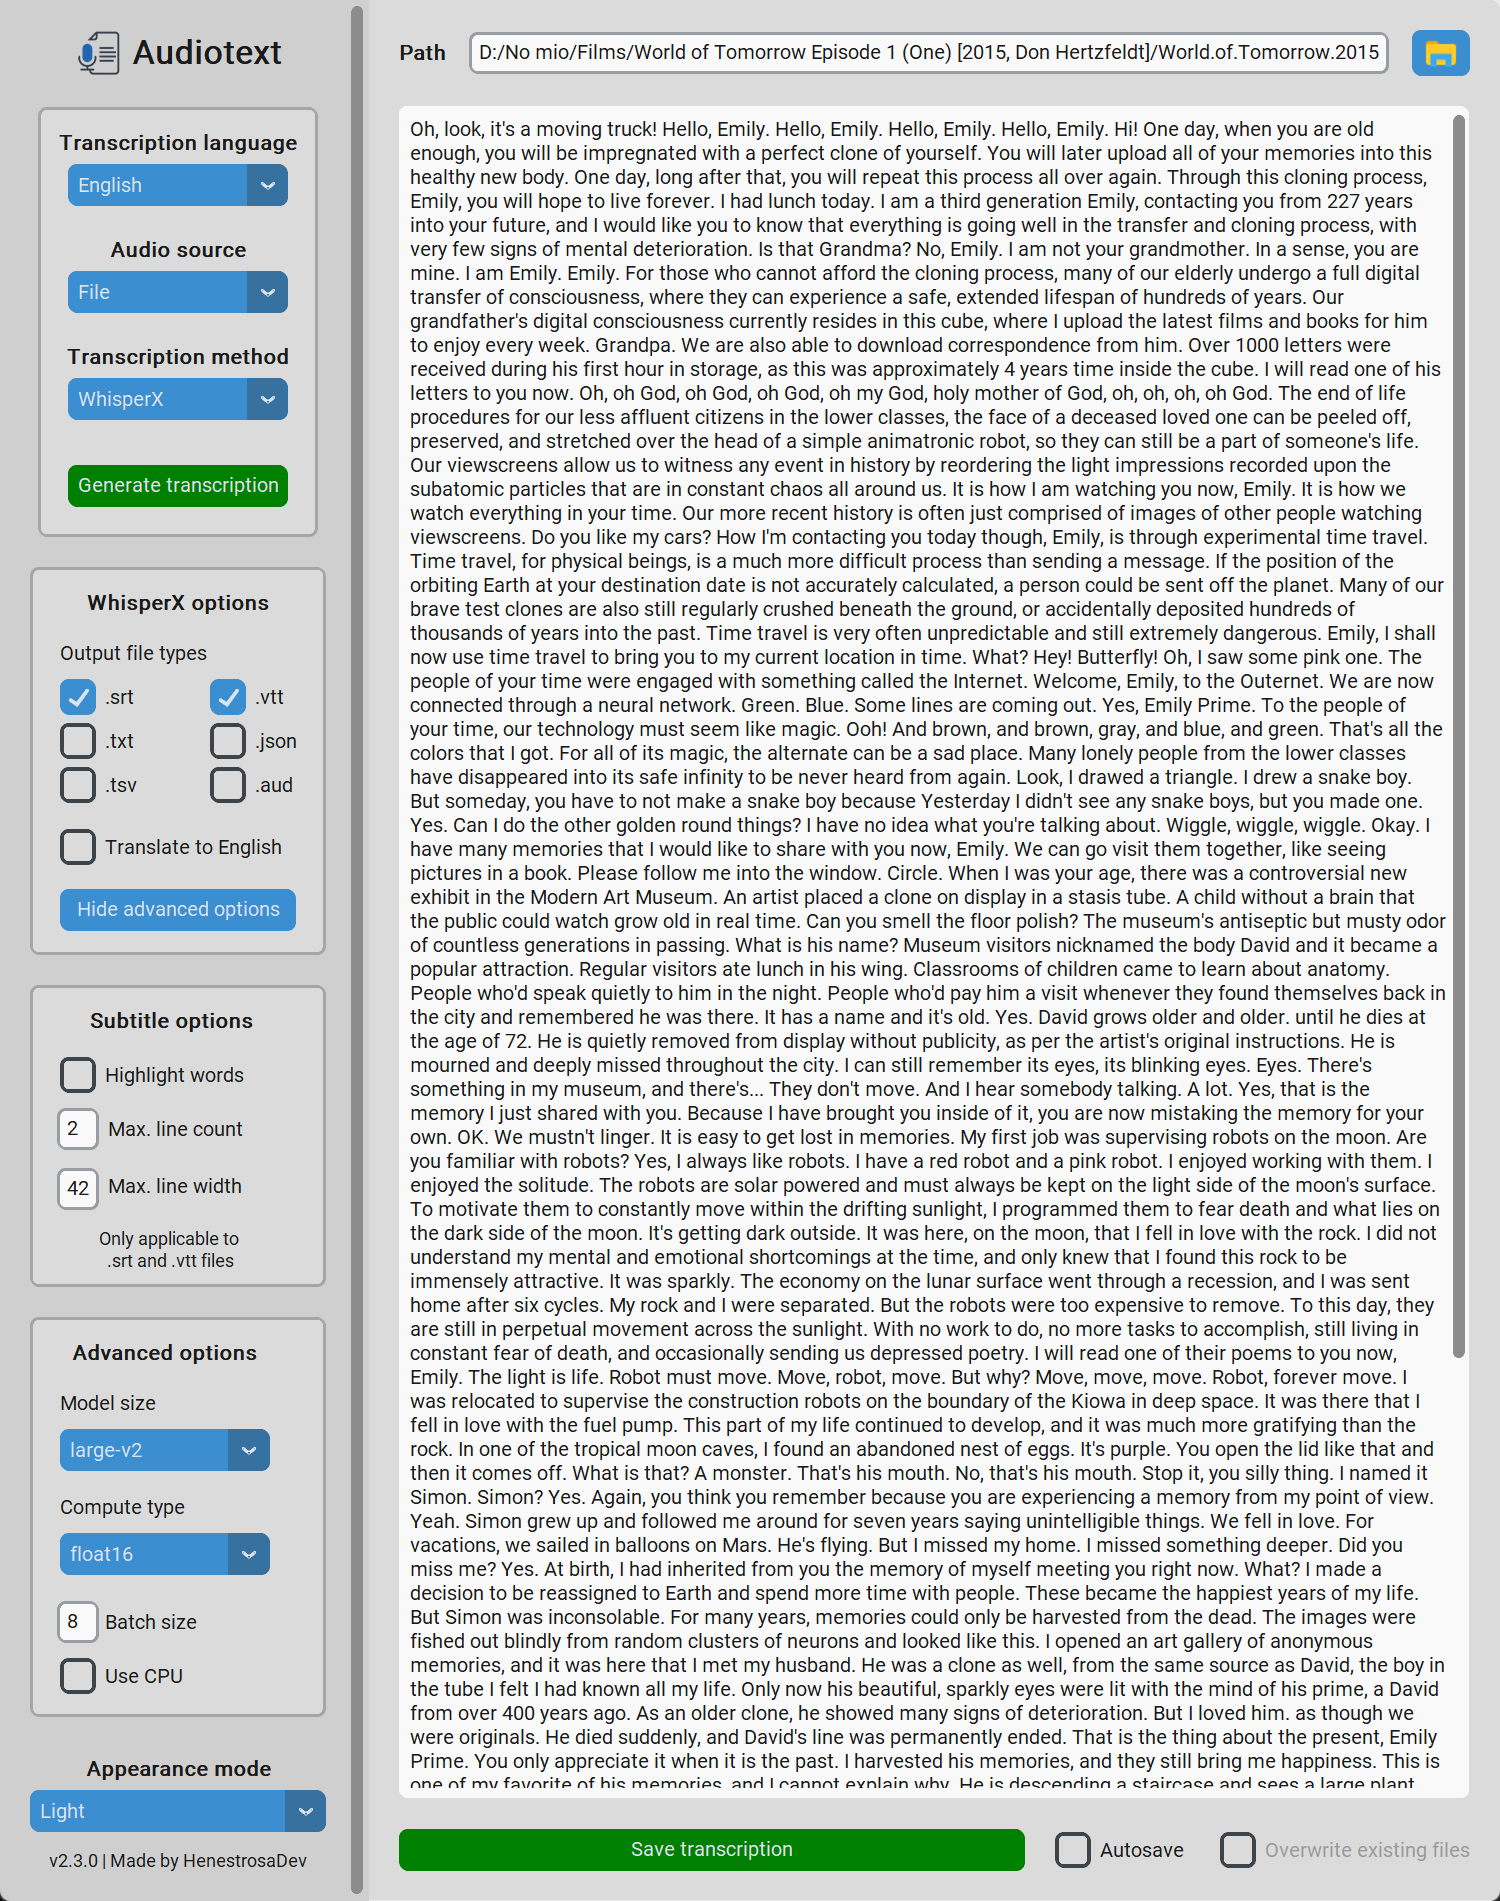 Audiotext
Transcription language
English
Audio source
File
Transcription method
WhisperX
Generate transcription
WhisperX options
Output file types
.srt
.vtt
.txt
.json
.tsv
.aud
Translate to English
Hide advanced options
Subtitle options
Highlight words
2 Max. line count
42 Max. line width
Only applicable to
.srt and .vtt files
Advanced options
Model size
large-v2
Compute type
float16
8 Batch size
Use CPU
Appearance mode
Light
v2.3.0 | Made by HenestrosaDev
Path D:/No mio/Films/World of Tomorrow Episode 1 (One) [2015, Don Hertzfeldt]/World.of.Tomorrow.2015
Oh, look, it's a moving truck! Hello, Emily. Hello, Emily. Hello, Emily. Hello, Emily. Hi! One day, when you are old
enough, you will be impregnated with a perfect clone of yourself. You will later upload all of your memories into this
healthy new body. One day, long after that, you will repeat this process all over again. Through this cloning process,
Emily, you will hope to live forever. I had lunch today. I am a third generation Emily, contacting you from 227 years
into your future, and I would like you to know that everything is going well in the transfer and cloning process, with
very few signs of mental deterioration. Is that Grandma? No, Emily. I am not your grandmother. In a sense, you are
mine. I am Emily. Emily. For those who cannot afford the cloning process, many of our elderly undergo a full digital
transfer of consciousness, where they can experience a safe, extended lifespan of hundreds of years. Our
grandfather's digital consciousness currently resides in this cube, where I upload the latest films and books for him
to enjoy every week. Grandpa. We are also able to download correspondence from him. Over 1000 letters were
received during his first hour in storage, as this was approximately 4 years time inside the cube. I will read one of his
letters to you now. Oh, oh God, oh God, oh God, oh my God, holy mother of God, oh, oh, oh, oh God. The end of life
procedures for our less affluent citizens in the lower classes, the face of a deceased loved one can be peeled off,
preserved, and stretched over the head of a simple animatronic robot, so they can still be a part of someone's life.
Our viewscreens allow us to witness any event in history by reordering the light impressions recorded upon the
subatomic particles that are in constant chaos all around us. It is how I am watching you now, Emily. It is how we
watch everything in your time. Our more recent history is often just comprised of images of other people watching
viewscreens. Do you like my cars? How I'm contacting you today though, Emily, is through experimental time travel.
Time travel, for physical beings, is a much more difficult process than sending a message. If the position of the
orbiting Earth at your destination date is not accurately calculated, a person could be sent off the planet. Many of our
brave test clones are also still regularly crushed beneath the ground, or accidentally deposited hundreds of
thousands of years into the past. Time travel is very often unpredictable and still extremely dangerous. Emily, I shall
now use time travel to bring you to my current location in time. What? Hey! Butterfly! Oh, I saw some pink one. The
people of your time were engaged with something called the Internet. Welcome, Emily, to the Outernet. We are now
connected through a neural network. Green. Blue. Some lines are coming out. Yes, Emily Prime. To the people of
your time, our technology must seem like magic. Ooh! And brown, and brown, gray, and blue, and green. That's all the
colors that I got. For all of its magic, the alternate can be a sad place. Many lonely people from the lower classes
have disappeared into its safe infinity to be never heard from again. Look, I drawed a triangle. I drew a snake boy.
But someday, you have to not make a snake boy because Yesterday I didn't see any snake boys, but you made one.
Yes. Can I do the other golden round things? I have no idea what you're talking about. Wiggle, wiggle, wiggle. Okay. I
have many memories that I would like to share with you now, Emily. We can go visit them together, like seeing
pictures in a book. Please follow me into the window. Circle. When I was your age, there was a controversial new
exhibit in the Modern Art Museum. An artist placed a clone on display in a stasis tube. A child without a brain that
the public could watch grow old in real time. Can you smell the floor polish? The museum's antiseptic but musty odor
of countless generations in passing. What is his name? Museum visitors nicknamed the body David and it became a
popular attraction. Regular visitors ate lunch in his wing. Classrooms of children came to learn about anatomy.
People who'd speak quietly to him in the night. People who'd pay him a visit whenever they found themselves back in
the city and remembered he was there. It has a name and it's old. Yes. David grows older and older. until he dies at
the age of 72. He is quietly removed from display without publicity, as per the artist's original instructions. He is
mourned and deeply missed throughout the city. I can still remember its eyes, its blinking eyes. Eyes. There's
something in my museum, and there's... They don't move. And I hear somebody talking. A lot. Yes, that is the
memory I just shared with you. Because I have brought you inside of it, you are now mistaking the memory for your
own. OK. We mustn't linger. It is easy to get lost in memories. My first job was supervising robots on the moon. Are
you familiar with robots? Yes, I always like robots. I have a red robot and a pink robot. I enjoyed working with them. I
enjoyed the solitude. The robots are solar powered and must always be kept on the light side of the moon's surface.
To motivate them to constantly move within the drifting sunlight, I programmed them to fear death and what lies on
the dark side of the moon. It's getting dark outside. It was here, on the moon, that I fell in love with the rock. I did not
understand my mental and emotional shortcomings at the time, and only knew that I found this rock to be
immensely attractive. It was sparkly. The economy on the lunar surface went through a recession, and I was sent
home after six cycles. My rock and I were separated. But the robots were too expensive to remove. To this day, they
are still in perpetual movement across the sunlight. With no work to do, no more tasks to accomplish, still living in
constant fear of death, and occasionally sending us depressed poetry. I will read one of their poems to you now,
Emily. The light is life. Robot must move. Move, robot, move. But why? Move, move, move. Robot, forever move. I
was relocated to supervise the construction robots on the boundary of the Kiowa in deep space. It was there that I
fell in love with the fuel pump. This part of my life continued to develop, and it was much more gratifying than the
rock. In one of the tropical moon caves, I found an abandoned nest of eggs. It's purple. You open the lid like that and
then it comes off. What is that? A monster. That's his mouth. No, that's his mouth. Stop it, you silly thing. I named it
Simon. Simon? Yes. Again, you think you remember because you are experiencing a memory from my point of view.
Yeah. Simon grew up and followed me around for seven years saying unintelligible things. We fell in love. For
vacations, we sailed in balloons on Mars. He's flying. But I missed my home. I missed something deeper. Did you
miss me? Yes. At birth, I had inherited from you the memory of myself meeting you right now. What? I made a
decision to be reassigned to Earth and spend more time with people. These became the happiest years of my life.
But Simon was inconsolable. For many years, memories could only be harvested from the dead. The images were
fished out blindly from random clusters of neurons and looked like this. I opened an art gallery of anonymous
memories, and it was here that I met my husband. He was a clone as well, from the same source as David, the boy in
the tube I felt I had known all my life. Only now his beautiful, sparkly eyes were lit with the mind of his prime, a David
from over 400 years ago. As an older clone, he showed many signs of deterioration. But I loved him. as though we
were originals. He died suddenly, and David's line was permanently ended. That is the thing about the present, Emily
Prime. You only appreciate it when it is the past. I harvested his memories, and they still bring me happiness. This is
one of my favorite of his memories, and I cannot explain why. He is descending a staircase and sees a large plant.
Save transcription
Autosave
Overwrite existing files